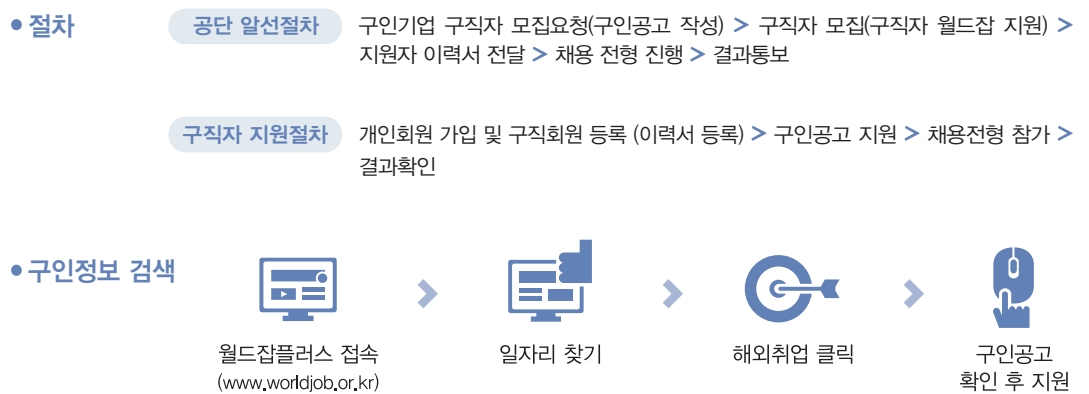 • 절차
공단 알선절차 구인기업 구직자 모집요청(구인공고 작성) > 구직자 모집(구직자 월드잡 지원) >
지원자 이력서 전달 > 채용 전형 진행 > 결과통보
구직자 지원절차 개인회원 가입 및 구직회원 등록 (이력서 등록) > 구인공고 지원 > 채용전형 참가 >
결과확인
• 구인정보 검색
월드잡플러스 접속
(www.worldjob.or.kr)
일자리 찾기
해외취업 클릭
구인공고
확인 후 지원